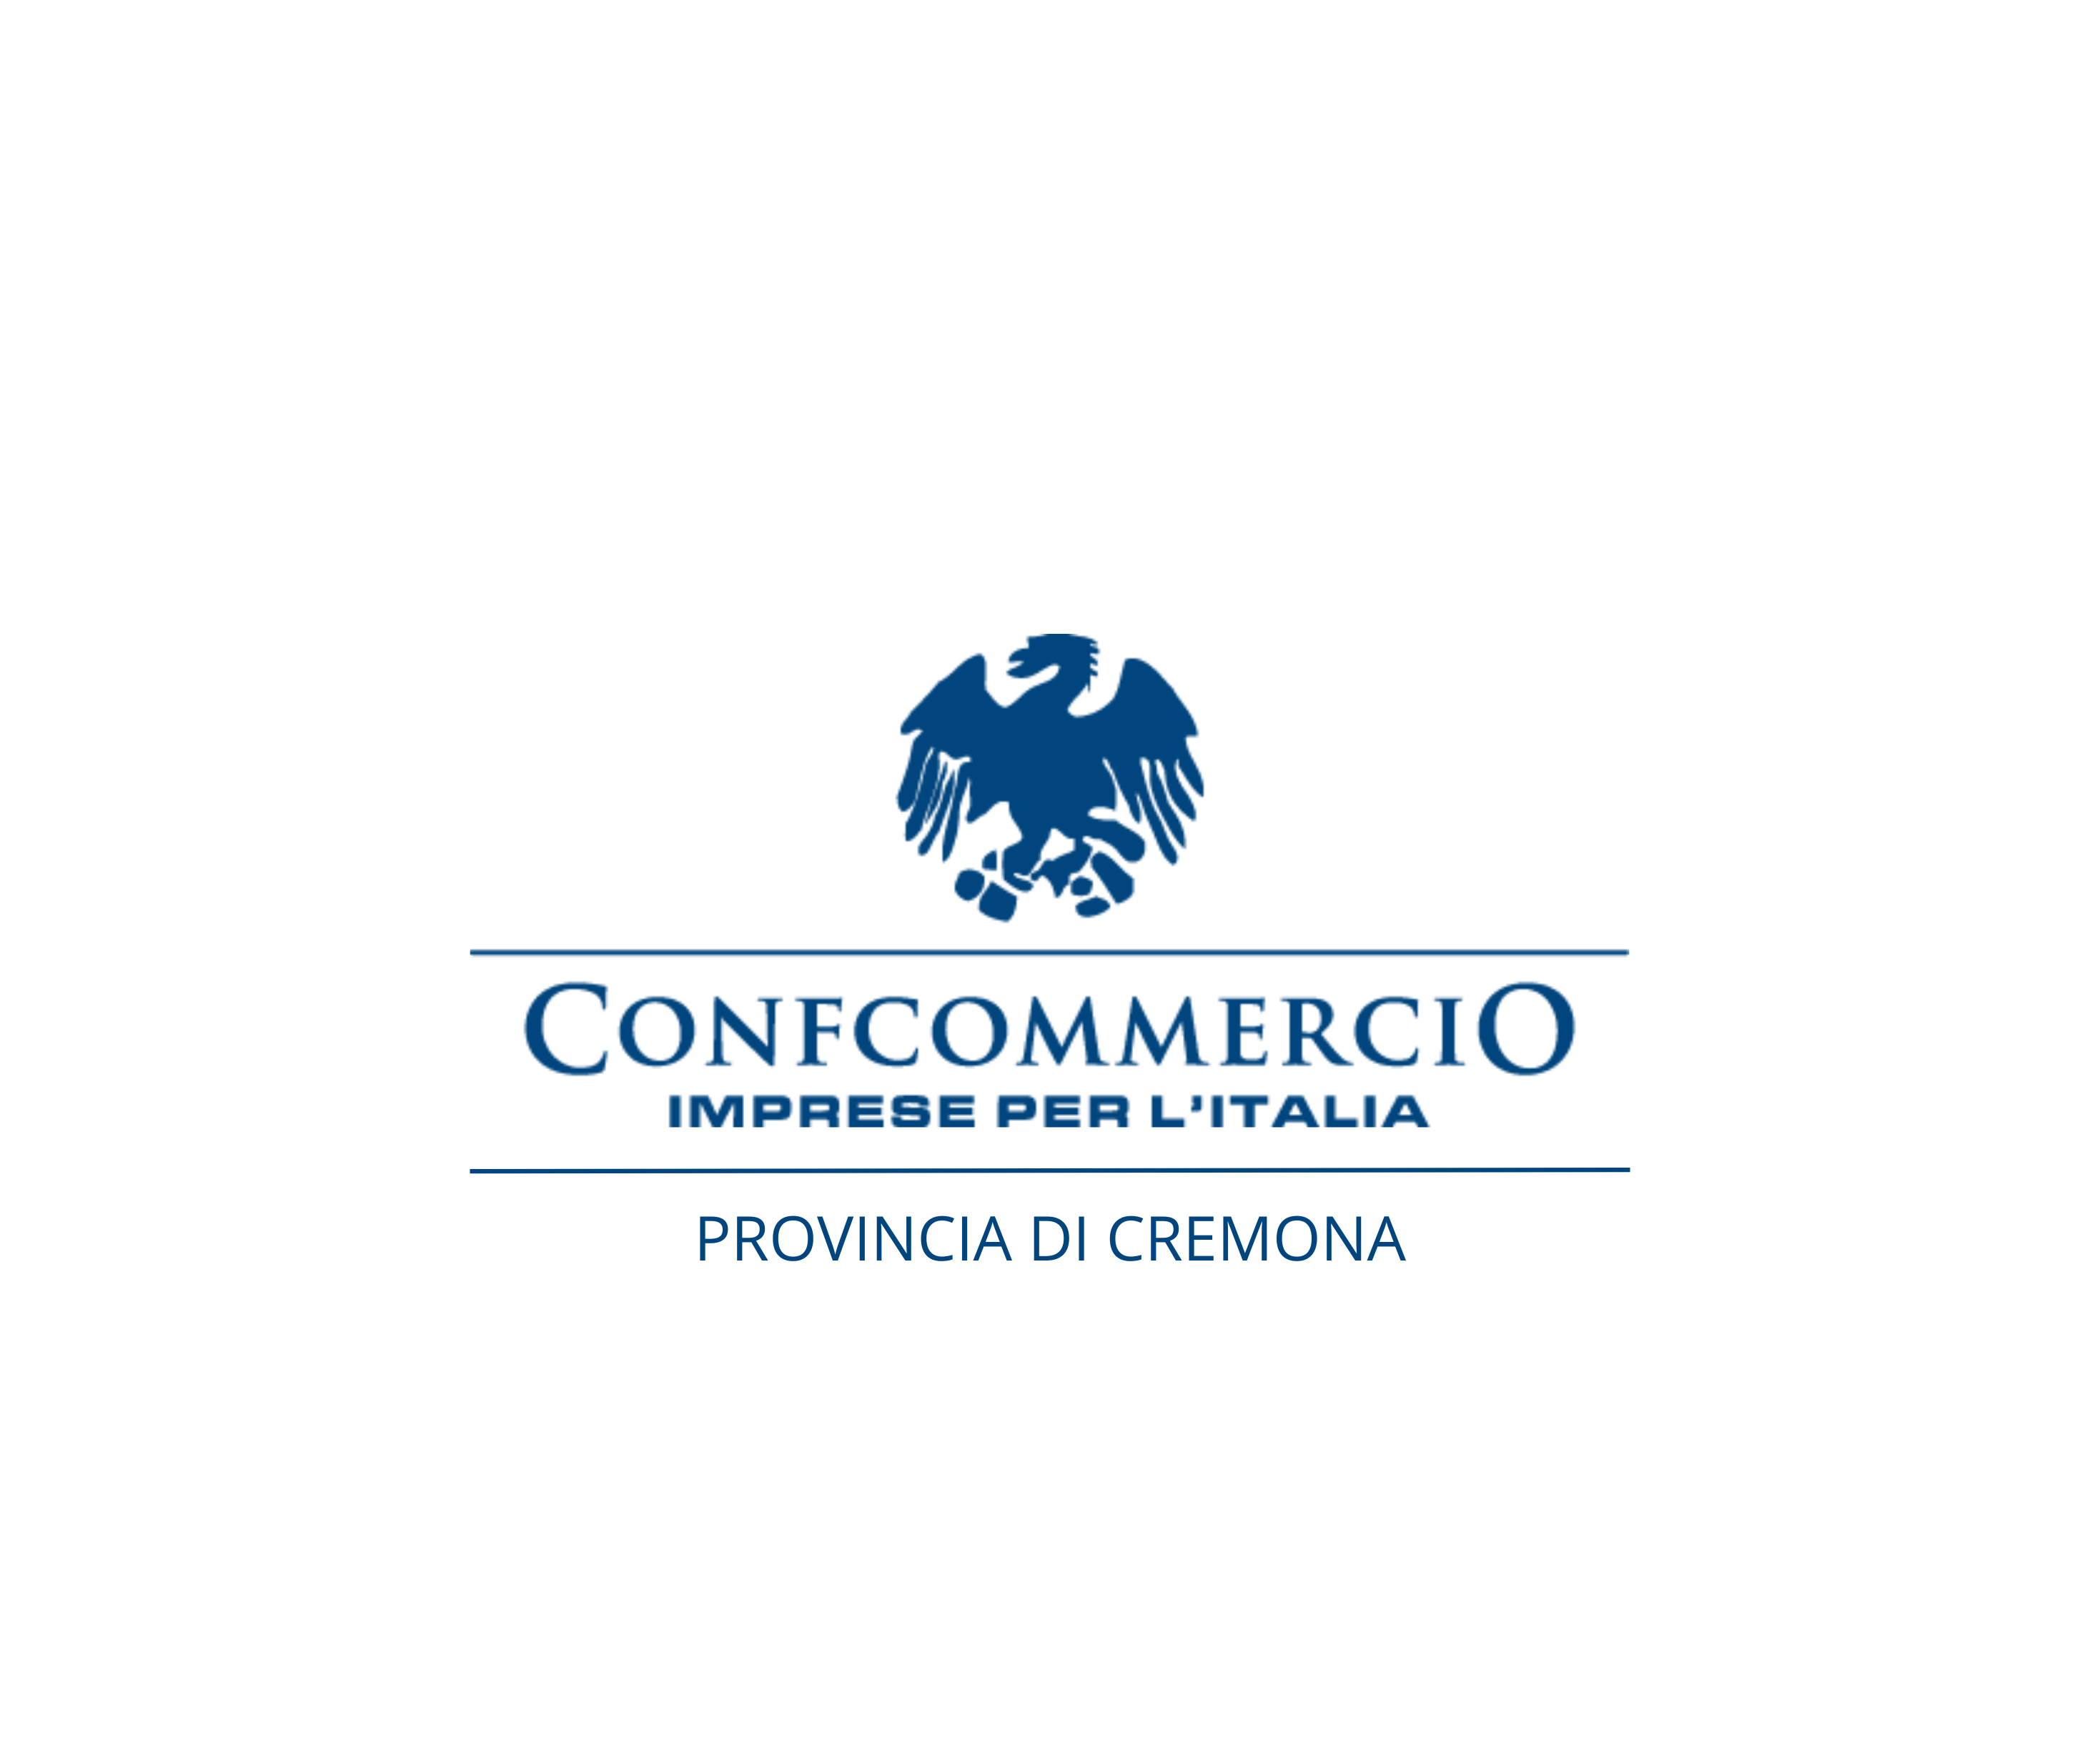 CONFCOMMERCIO
IMPRESE PER L'ITALIA
PROVINCIA DI CREMONA